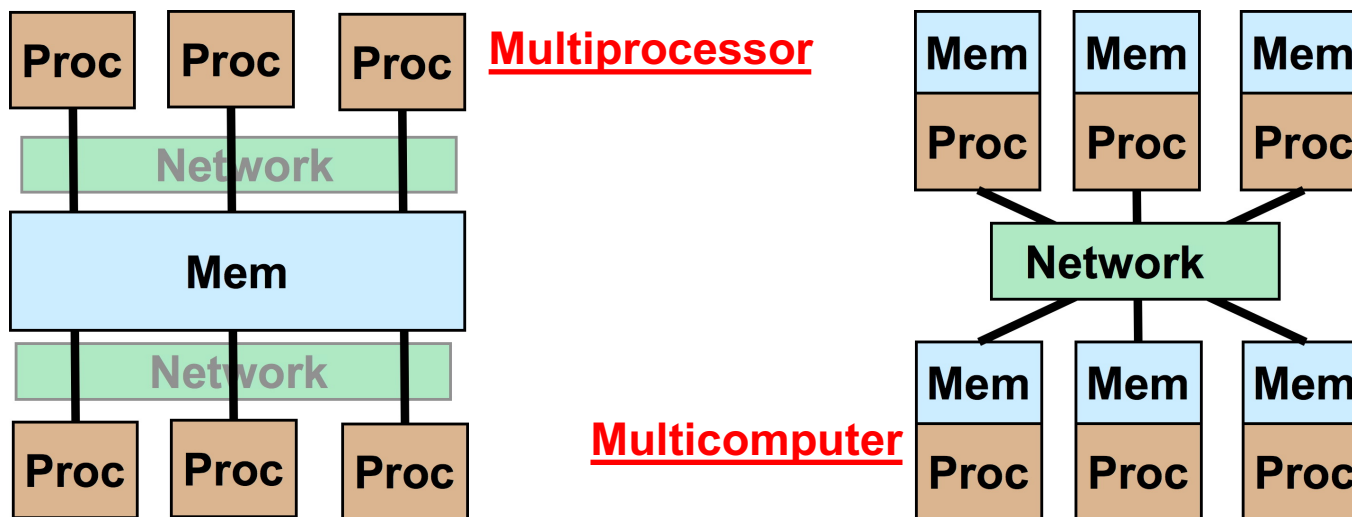 Proc Proc Proc
Multiprocessor
Network
Mem
Network
Proc Proc Proc
Mem Mem Mem
Proc Proc Proc
Network
Multicomputer
Mem Mem Mem
Proc Proc Proc